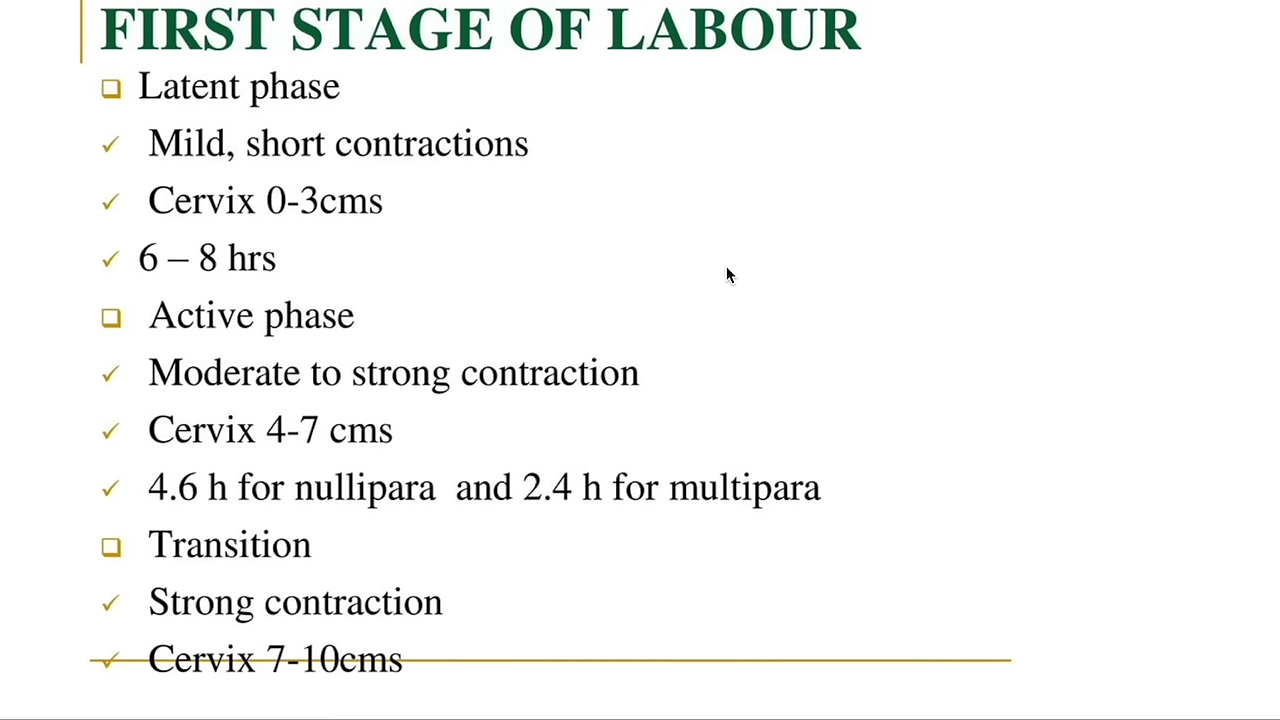 FIRST STAGE OF LABOUR
Latent phase
Mild, short contractions
Cervix 0-3cms
6 – 8 hrs
Active phase
Moderate to strong contraction
Cervix 4-7 cms
4.6 h for nullipara and 2.4 h for multipara
Transition
Strong contraction
Cervix 7-10cms